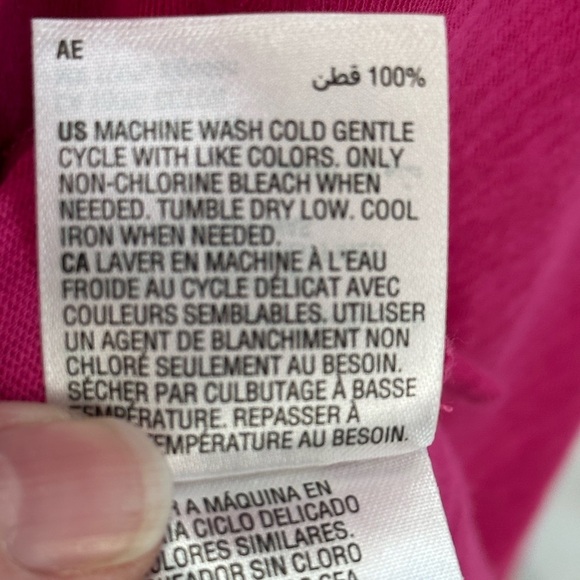 AE
100% قطن
US MACHINE WASH COLD GENTLE
CYCLE WITH LIKE COLORS. ONLY
NON-CHLORINE BLEACH WHEN
NEEDED. TUMBLE DRY LOW. COOL
IRON WHEN NEEDED.
CA LAVER EN MACHINE À L'EAU
FROIDE AU CYCLE DÉLICAT AVEC
COULEURS SEMBLABLES. UTILISER
UN AGENT DE BLANCHIMENT NON
CHLORÉ SEULEMENT AU BESOIN.
SÉCHER PAR CULBUTAGE À BASSE
TEMPÉRATURE. REPASSER À
TEMPÉRATURE AU BESOIN.
A MÁQUINA EN
CICLO DELICADO
SIMILARES.
SIN CLORO